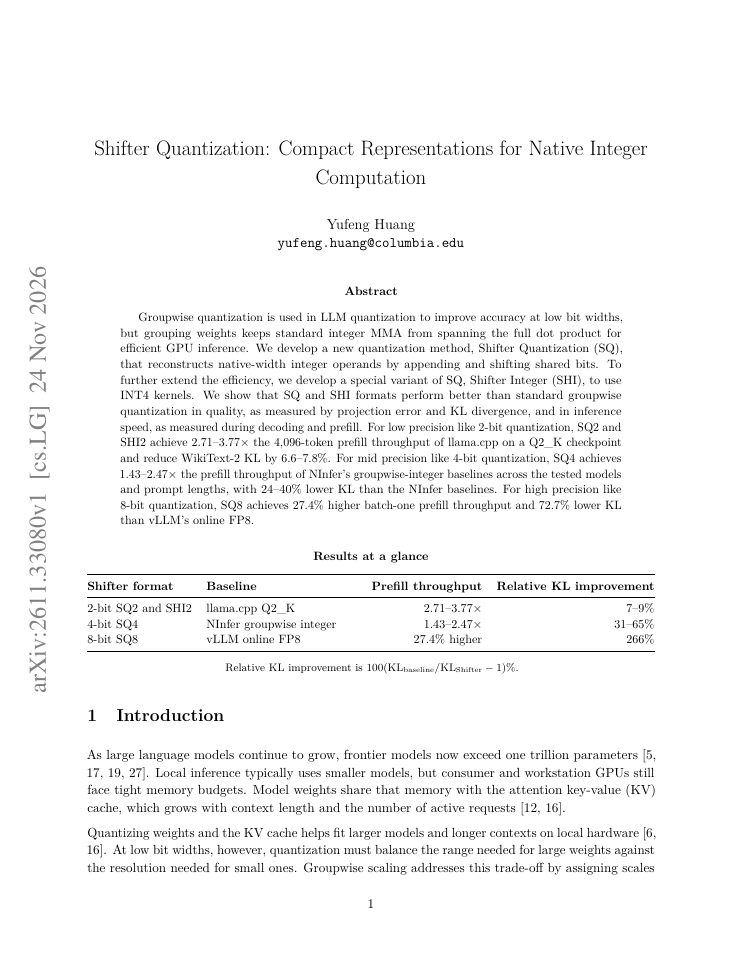 Shifter Quantization: Compact Representations for Native Integer
Computation
Yufeng Huang
yufeng.huang@columbia.edu
Abstract
Groupwise quantization is used in LLM quantization to improve accuracy at low bit widths,
but grouping weights keeps standard integer MMA from spanning the full dot product for
efficient GPU inference. We develop a new quantization method, Shifter Quantization (SQ),
that reconstructs native-width integer operands by appending and shifting shared bits. To
further extend the efficiency, we develop a special variant of SQ, Shifter Integer (SHI), to use
INT4 kernels. We show that SQ and SHI formats perform better than standard groupwise
quantization in quality, as measured by projection error and KL divergence, and in inference
speed, as measured during decoding and prefill. For low precision like 2-bit quantization, SQ2 and
SHI2 achieve 2.71–3.77× the 4,096-token prefill throughput of llama.cpp on a Q2_K checkpoint
and reduce WikiText-2 KL by 6.6–7.8%. For mid precision like 4-bit quantization, SQ4 achieves
1.43–2.47× the prefill throughput of NInfer's groupwise-integer baselines across the tested models
and prompt lengths, with 24–40% lower KL than the NInfer baselines. For high precision like
8-bit quantization, SQ8 achieves 27.4% higher batch-one prefill throughput and 72.7% lower KL
than vLLM's online FP8.
Results at a glance
Shifter format Baseline Prefill throughput Relative KL improvement
2-bit SQ2 and SHI2 llama.cpp Q2_K 2.71–3.77× 7–9%
4-bit SQ4 NInfer groupwise integer 1.43–2.47× 31–65%
8-bit SQ8 vLLM online FP8 27.4% higher 266%
Relative KL improvement is 100(KLbaseline/KLShifter − 1)%.
1 Introduction
As large language models continue to grow, frontier models now exceed one trillion parameters [5,
17, 19, 27]. Local inference typically uses smaller models, but consumer and workstation GPUs still
face tight memory budgets. Model weights share that memory with the attention key-value (KV)
cache, which grows with context length and the number of active requests [12, 16].
Quantizing weights and the KV cache helps fit larger models and longer contexts on local hardware [6,
16]. At low bit widths, however, quantization must balance the range needed for large weights against
the resolution needed for small ones. Groupwise scaling addresses this trade-off by assigning scales
1
arXiv:2611.33080v1 [cs.LG] 24 Nov 2026